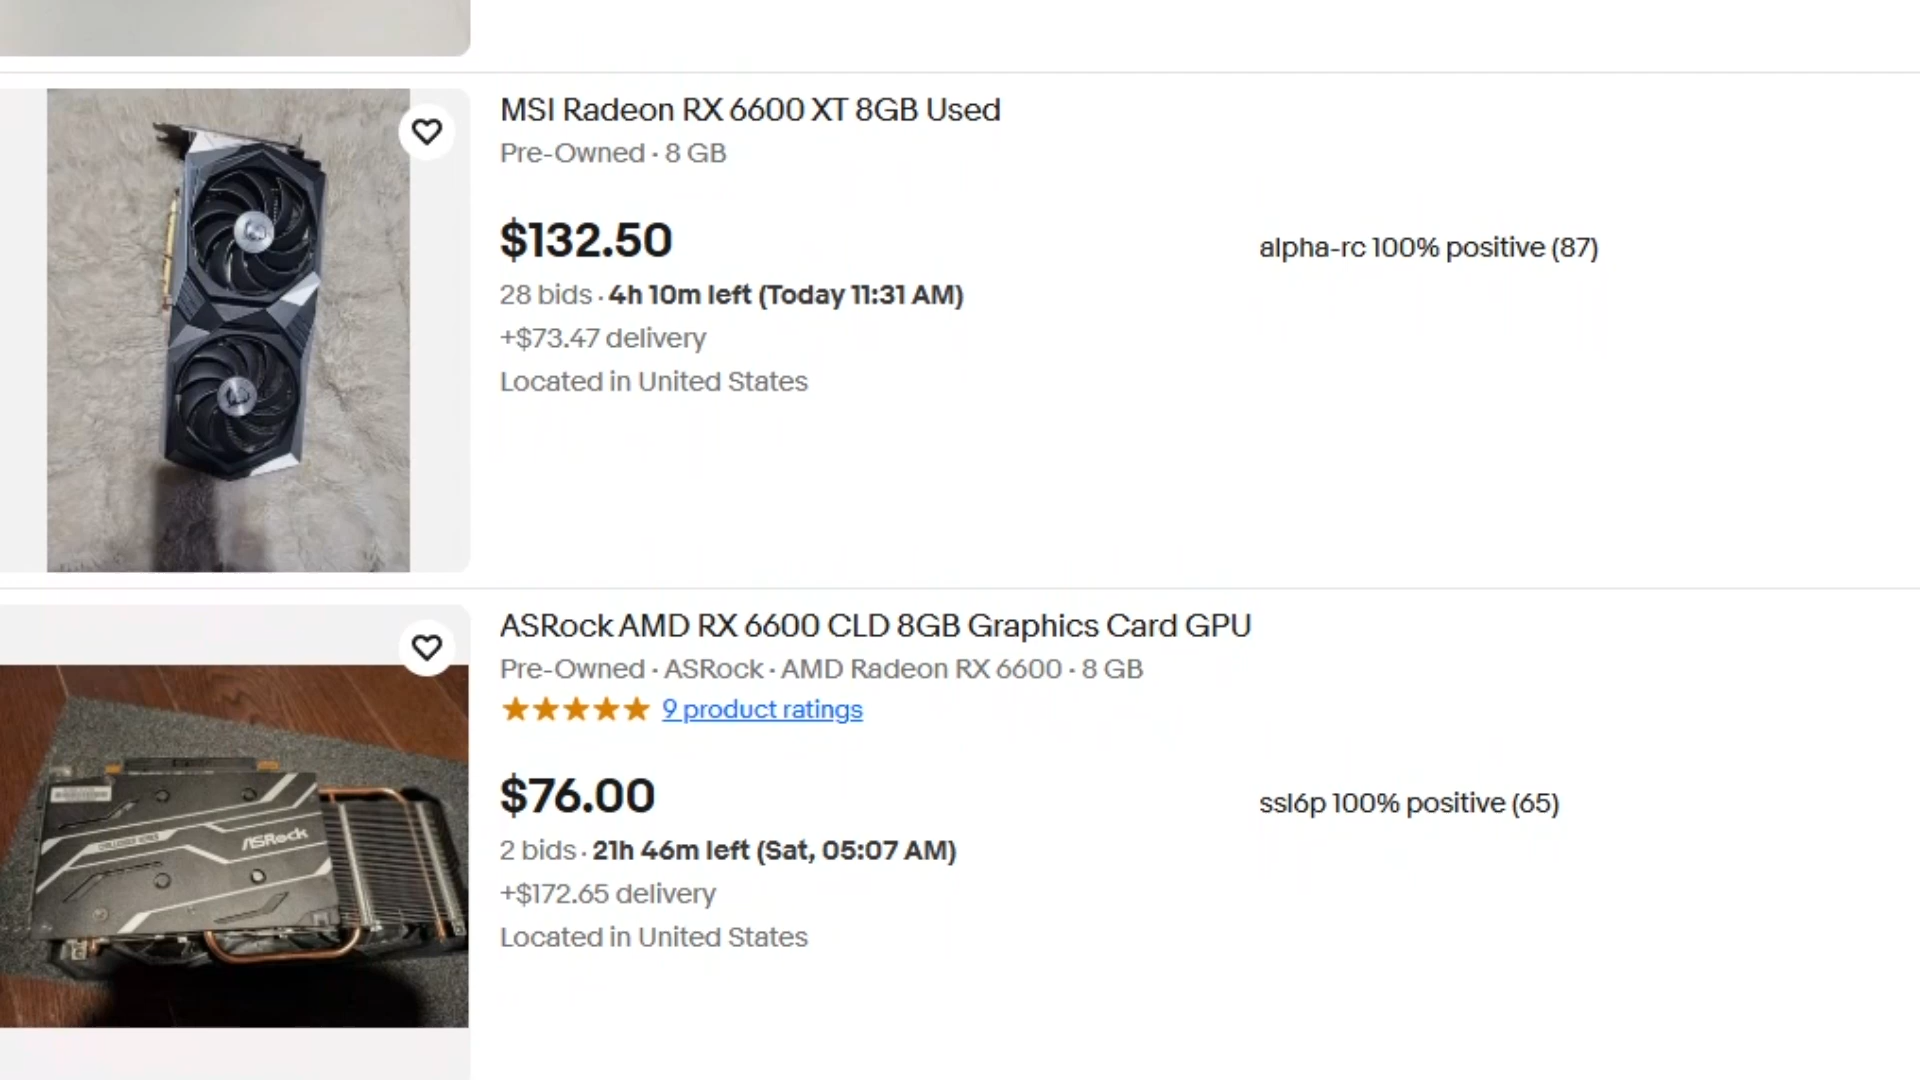 MSI Radeon RX 6600 XT 8GB Used
Pre-Owned · 8 GB
$132.50
alpha-rc 100% positive (87)
28 bids · 4h 10m left (Today 11:31 AM)
+$73.47 delivery
Located in United States
ASRock AMD RX 6600 CLD 8GB Graphics Card GPU
Pre-Owned · ASRock · AMD Radeon RX 6600 · 8 GB
9 product ratings
$76.00
ssl6p 100% positive (65)
2 bids · 21h 46m left (Sat, 05:07 AM)
+$172.65 delivery
Located in United States
ASRock